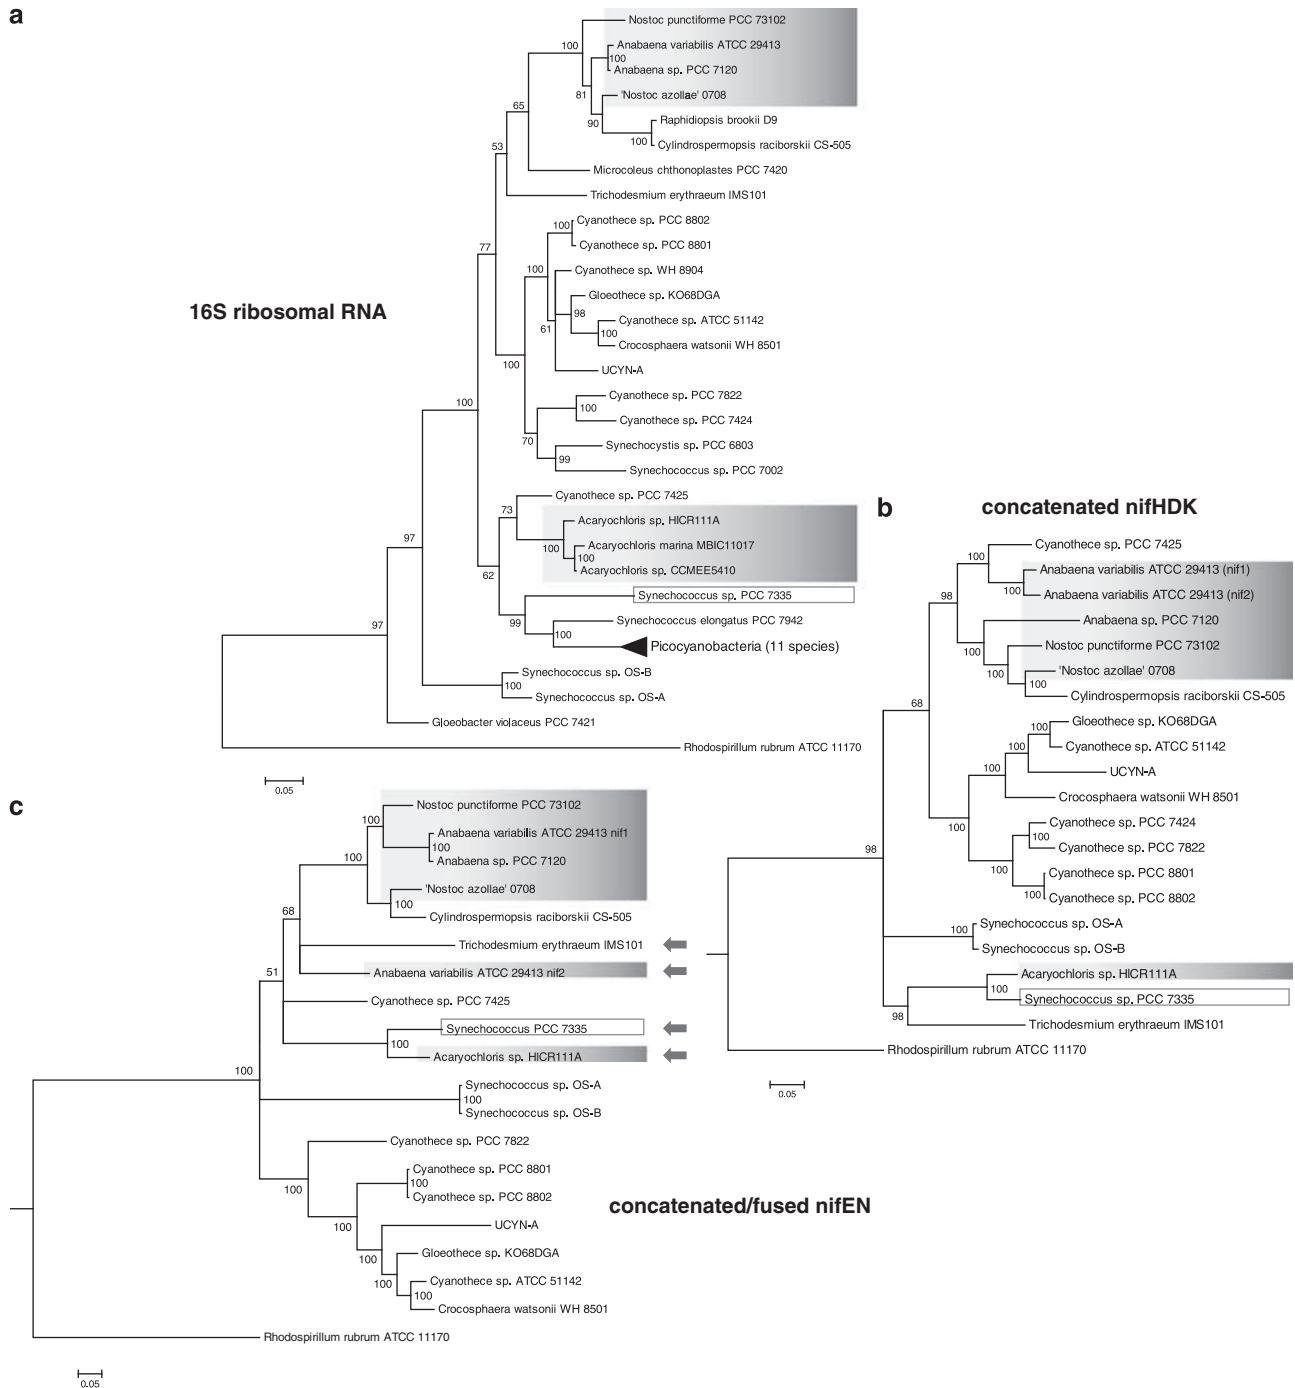 a
Nostoc punctiforme PCC 73102
100
Anabaena variabilis ATCC 29413
100
Anabaena sp. PCC 7120
81
'Nostoc azollae' 0708
65
90
Raphidiopsis brookii D9
100
Cylindrospermopsis raciborskii CS-505
53
Microcoleus chthonoplastes PCC 7420
Trichodesmium erythraeum IMS101
77
100
Cyanothece sp. PCC 8802
Cyanothece sp. PCC 8801
100
Cyanothece sp. WH 8904
Gloeothece sp. KO68DGA
98
61
Cyanothece sp. ATCC 51142
100
Crocosphaera watsonii WH 8501
100
UCYN-A
16S ribosomal RNA
Cyanothece sp. PCC 7822
100
Cyanothece sp. PCC 7424
70
Synechocystis sp. PCC 6803
99
Synechococcus sp. PCC 7002
100
Cyanothece sp. PCC 7425
73
Acaryochloris sp. HICR111A
100
Acaryochloris marina MBIC11017
100
Acaryochloris sp. CCMEE5410
62
97
Synechococcus sp. PCC 7335
99
Synechococcus elongatus PCC 7942
100
Picocyanobacteria (11 species)
97
Synechococcus sp. OS-B
100
Synechococcus sp. OS-A
Gloeobacter violaceus PCC 7421
Rhodospirillum rubrum ATCC 11170
0.05
b
concatenated nifHDK
Cyanothece sp. PCC 7425
100
Anabaena variabilis ATCC 29413 (nif1)
100
Anabaena variabilis ATCC 29413 (nif2)
98
Anabaena sp. PCC 7120
100
Nostoc punctiforme PCC 73102
100
'Nostoc azollae' 0708
100
Cylindrospermopsis raciborskii CS-505
68
Gloeothece sp. KO68DGA
100
Cyanothece sp. ATCC 51142
100
UCYN-A
100
Crocosphaera watsonii WH 8501
100
Cyanothece sp. PCC 7424
100
Cyanothece sp. PCC 7822
100
Cyanothece sp. PCC 8801
100
Cyanothece sp. PCC 8802
98
Synechococcus sp. OS-A
100
Synechococcus sp. OS-B
Acaryochloris sp. HICR111A
100
Synechococcus sp. PCC 7335
98
Trichodesmium erythraeum IMS101
Rhodospirillum rubrum ATCC 11170
0.05
c
Nostoc punctiforme PCC 73102
100
Anabaena variabilis ATCC 29413 nif1
100
Anabaena sp. PCC 7120
100
'Nostoc azollae' 0708
100
Cylindrospermopsis raciborskii CS-505
68
Trichodesmium erythraeum IMS101
Anabaena variabilis ATCC 29413 nif2
51
Cyanothece sp. PCC 7425
Synechococcus PCC 7335
100
Acaryochloris sp. HICR111A
100
Synechococcus sp. OS-A
100
Synechococcus sp. OS-B
Cyanothece sp. PCC 7822
100
Cyanothece sp. PCC 8801
100
Cyanothece sp. PCC 8802
100
UCYN-A
100
Gloeothece sp. KO68DGA
100
Cyanothece sp. ATCC 51142
100
Crocosphaera watsonii WH 8501
concatenated/fused nifEN
Rhodospirillum rubrum ATCC 11170
0.05